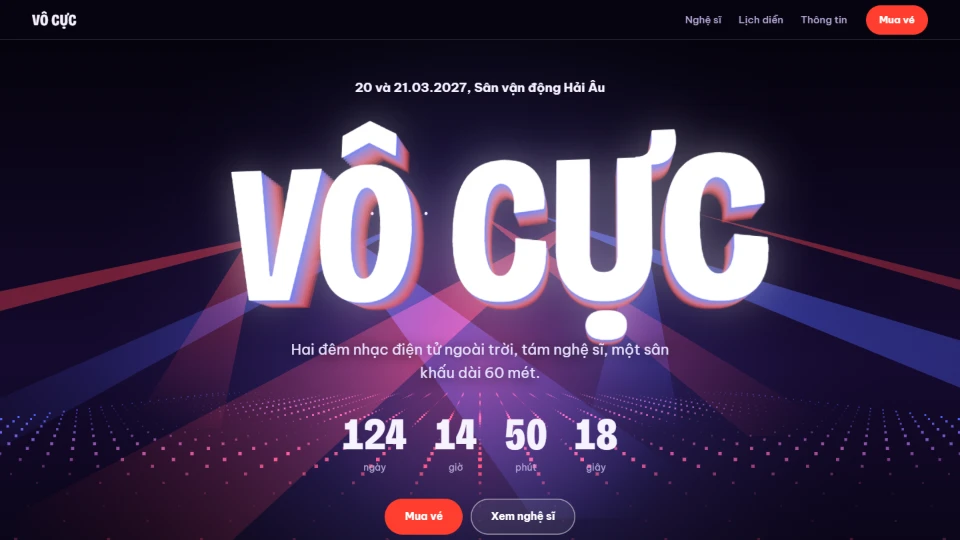 VÔ CỰC
Nghệ sĩ
Lịch diễn
Thông tin
Mua vé
20 và 21.03.2027, Sân vận động Hải Âu
VÔ CỰC
Hai đêm nhạc điện tử ngoài trời, tám nghệ sĩ, một sân
khấu dài 60 mét.
124 14 50 18
ngày giờ phút giây
Mua vé
Xem nghệ sĩ